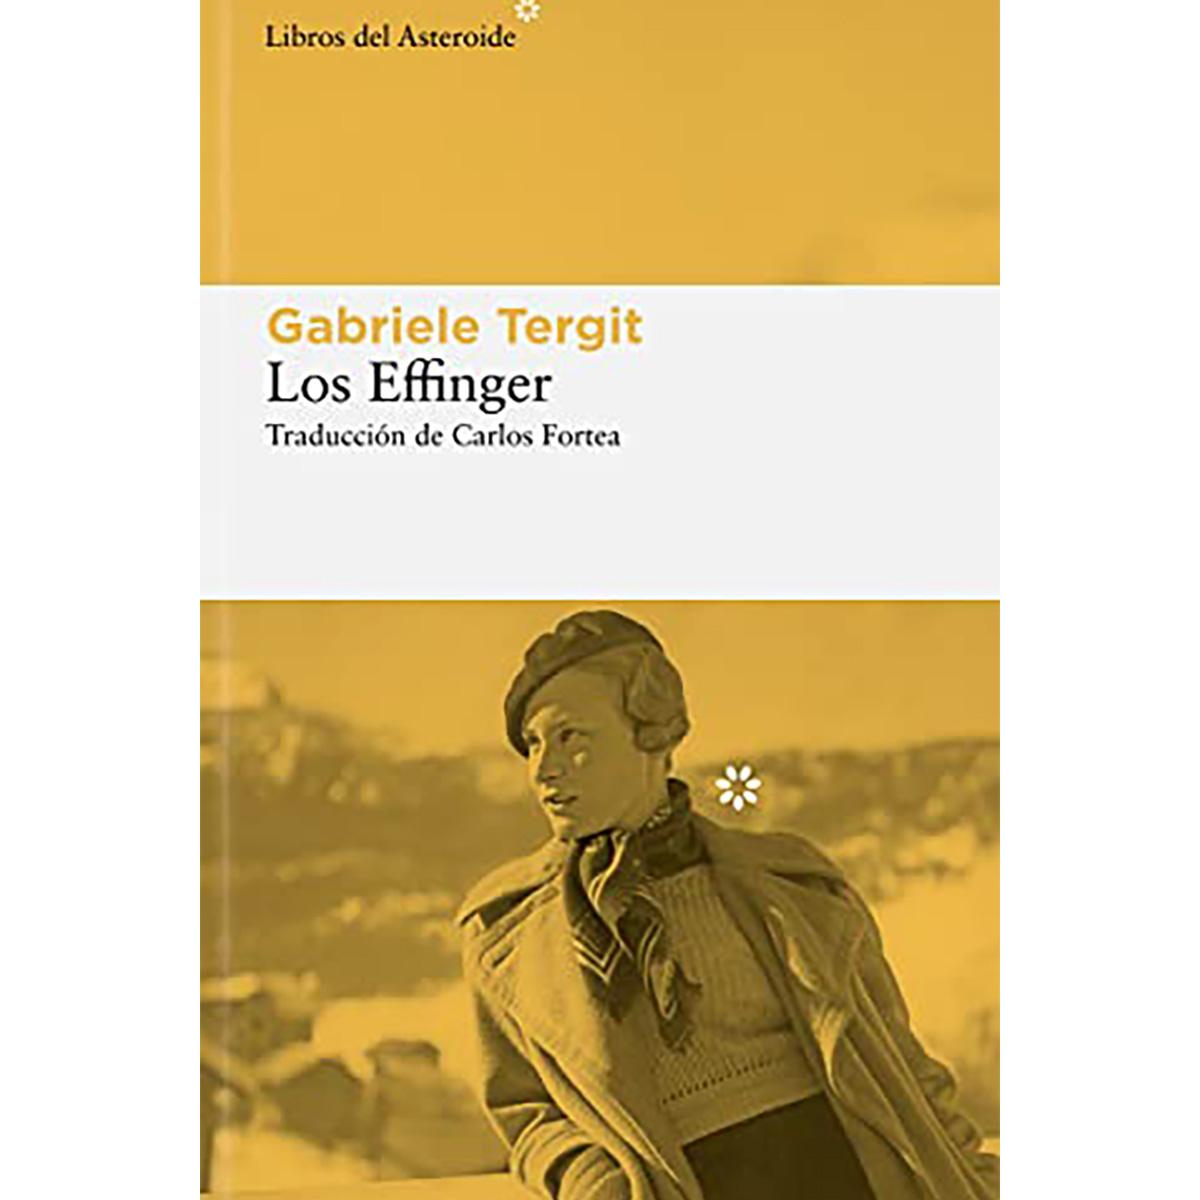 Libros del Asteroide
Gabriele Tergit
Los Effinger
Traducción de Carlos Fortea